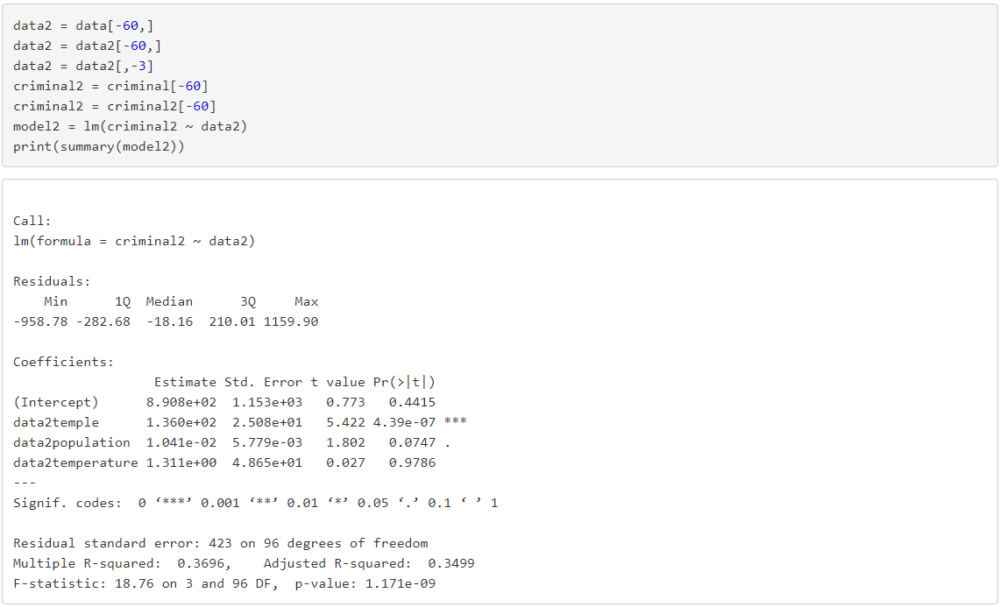 data2 = data[-60,]
data2 = data2[-60,]
data2 = data2[,-3]
criminal2 = criminal[-60]
criminal2 = criminal2[-60]
model2 = lm(criminal2 ~ data2)
print(summary(model2))
Call:
lm(formula = criminal2 ~ data2)
Residuals:
    Min      1Q  Median      3Q     Max
-958.78 -282.68  -18.16  210.01 1159.90
Coefficients:
                  Estimate Std. Error t value Pr(>|t|)
(Intercept)      8.908e+02  1.153e+03   0.773   0.4415
data2temple      1.360e+02  2.508e+01   5.422 4.39e-07 ***
data2population  1.041e-02  5.779e-03   1.802   0.0747 .
data2temperature 1.311e+00  4.865e+01   0.027   0.9786
---
Signif. codes:  0 ‘***’ 0.001 ‘**’ 0.01 ‘*’ 0.05 ‘.’ 0.1 ‘ ’ 1
Residual standard error: 423 on 96 degrees of freedom
Multiple R-squared:  0.3696,    Adjusted R-squared:  0.3499
F-statistic: 18.76 on 3 and 96 DF,  p-value: 1.171e-09